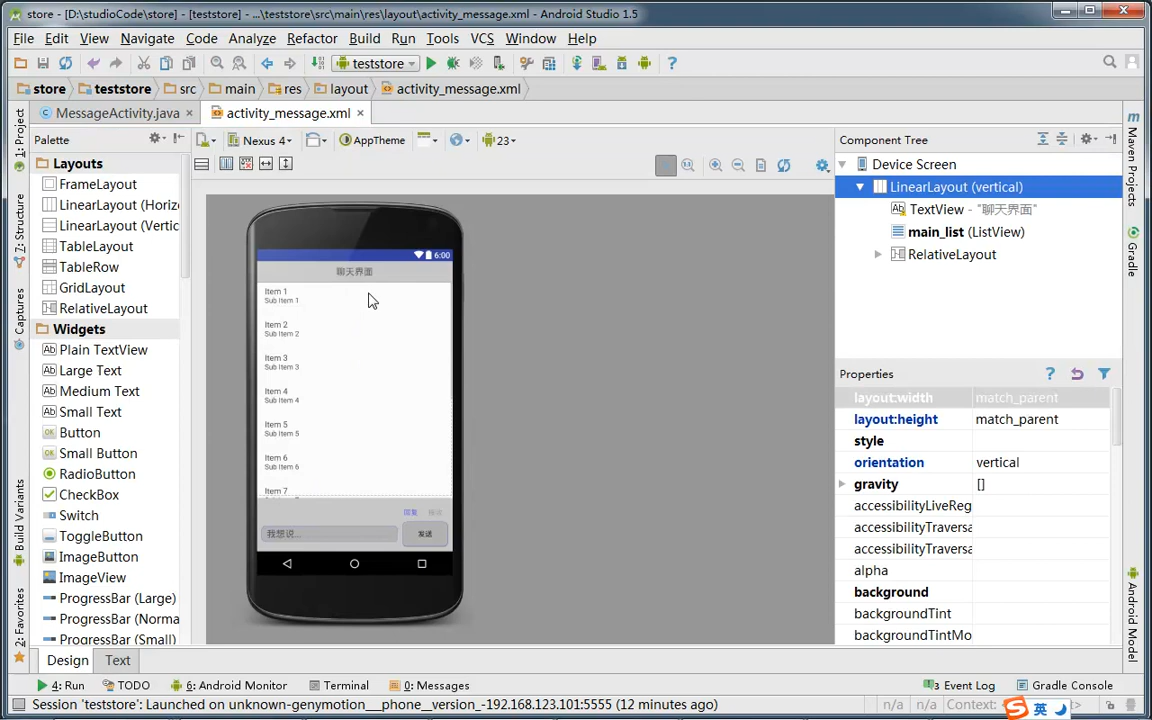 store - [D:\studioCode\store] - [teststore] - ...\teststore\src\main\res\layout\activity_message.xml - Android Studio 1.5
File Edit View Navigate Code Analyze Refactor Build Run Tools VCS Window Help
teststore
store teststore src main res layout activity_message.xml
MessageActivity.java activity_message.xml
Palette Nexus 4 AppTheme 23 Component Tree
Layouts
FrameLayout
LinearLayout (Horiz
LinearLayout (Vertic
TableLayout
TableRow
GridLayout
RelativeLayout
Widgets
Plain TextView
Large Text
Medium Text
Small Text
Button
Small Button
RadioButton
CheckBox
Switch
ToggleButton
ImageButton
ImageView
ProgressBar (Large)
ProgressBar (Norma
ProgressBar (Small)
6:00
聊天界面
Item 1
Sub Item 1
Item 2
Sub Item 2
Item 3
Sub Item 3
Item 4
Sub Item 4
Item 5
Sub Item 5
Item 6
Sub Item 6
Item 7
我想说... 发送
Device Screen
LinearLayout (vertical)
TextView - "聊天界面"
main_list (ListView)
RelativeLayout
Properties
layout:width match_parent
layout:height match_parent
style
orientation vertical
gravity []
accessibilityLiveReg
accessibilityTraversa
accessibilityTraversa
alpha
background
backgroundTint
backgroundTintMo
1: Project
7: Structure
Captures
Build Variants
2: Favorites
Maven Projects
Gradle
Android Model
Design Text
4: Run TODO 6: Android Monitor Terminal 0: Messages 3 Event Log Gradle Console
Session 'teststore': Launched on unknown-genymotion__phone__version_-192.168.123.101:5555 (12 minutes ago) n/a n/a Context:
S 英